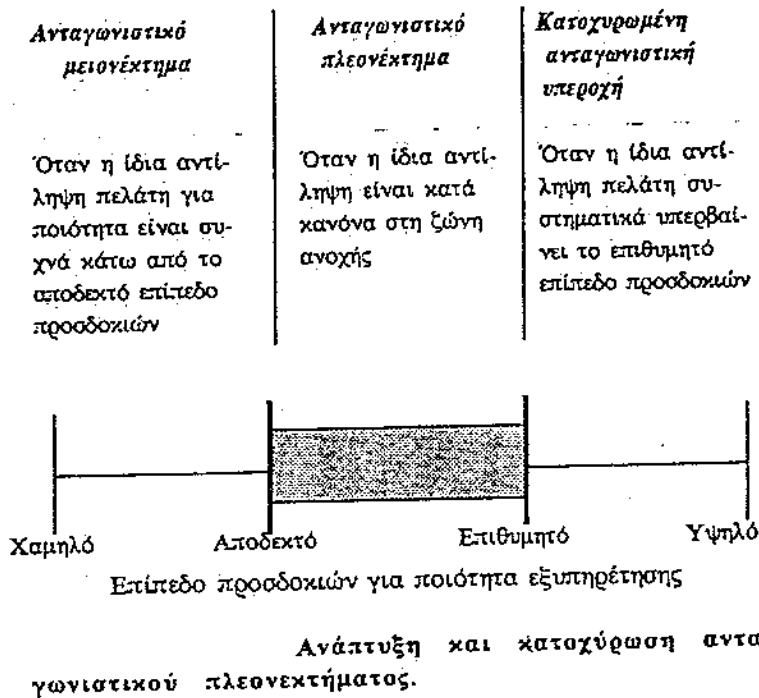 Ανταγωνιστικό
μειονέκτημα
Ανταγωνιστικό
πλεονέκτημα
Κατοχυρωμένη
ανταγωνιστική
υπεροχή
Όταν η ίδια αντί-
ληψη πελάτη για
ποιότητα είναι συ-
χνά κάτω από το
αποδεκτό επίπεδο
προσδοκιών
Όταν η ίδια αντί-
ληψη είναι κατά
κανόνα στη ζώνη
ανοχής
Όταν η ίδια αντί-
ληψη πελάτη συ-
στηματικά υπερβαί-
νει το επιθυμητό
επίπεδο προσδοκιών
Χαμηλό Αποδεκτό Επιθυμητό Υψηλό
Επίπεδο προσδοκιών για ποιότητα εξυπηρέτησης
Ανάπτυξη και κατοχύρωση αντα
γωνιστικού πλεονεκτήματος.